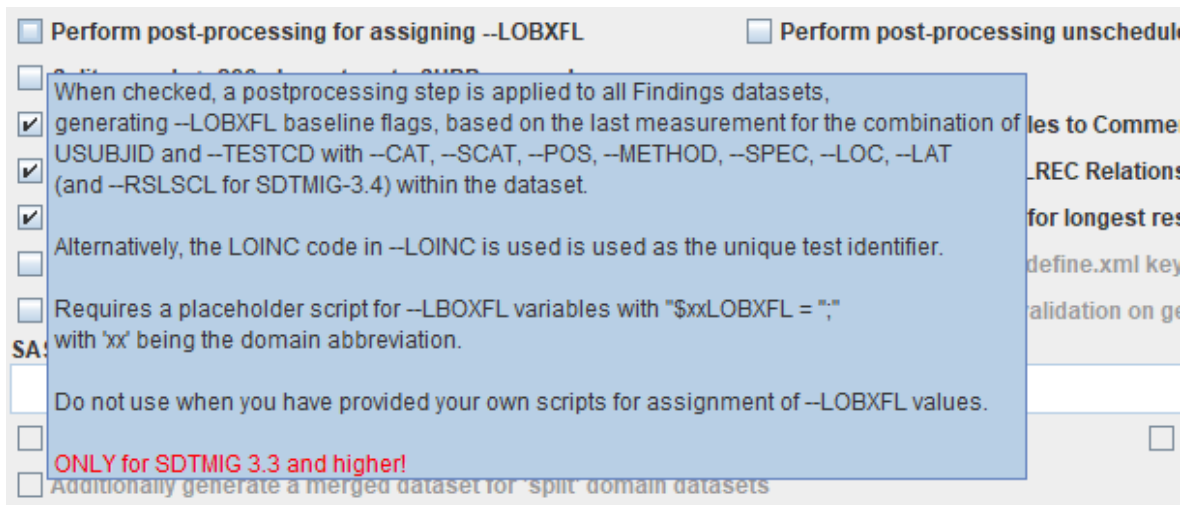 Perform post-processing for assigning --LOBXFL
Perform post-processing unschedule
When checked, a postprocessing step is applied to all Findings datasets,
generating --LOBXFL baseline flags, based on the last measurement for the combination of
les to Commen
USUBJID and --TESTCD with --CAT, --SCAT, --POS, --METHOD, --SPEC, --LOC, --LAT
(and --RSLSCL for SDTMIG-3.4) within the dataset.
LREC Relations
for longest res
Alternatively, the LOINC code in --LOINC is used is used as the unique test identifier.
define.xml key
Requires a placeholder script for --LBOXFL variables with "$xxLOBXFL = '';"
alidation on ge
with 'xx' being the domain abbreviation.
SAS
Do not use when you have provided your own scripts for assignment of --LOBXFL values.
ONLY for SDTMIG 3.3 and higher!
Additionally generate a merged dataset for 'split' domain datasets